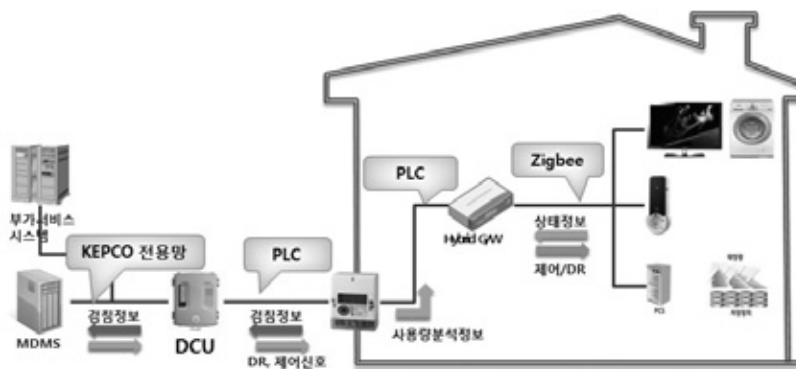 PLC
Zigbee
부가서비스
시스템
KEPCO 전용망
PLC
Hybrid G/W
상태정보
제어/DR
PCS
MDMS
검침정보
DCU
검침정보
DR, 제어신호
사용량분석정보